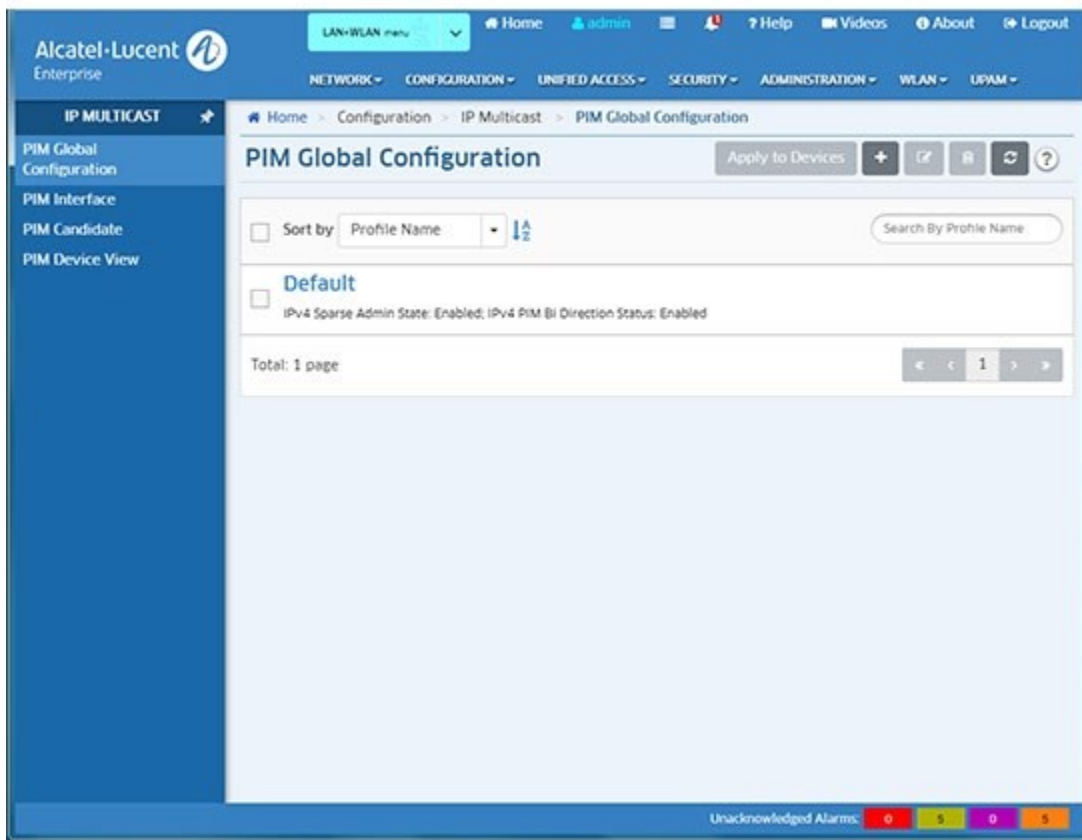 Alcatel·Lucent
Enterprise
LAN+WLAN menu
Home
admin
1
? Help
Videos
About
Logout
NETWORK
CONFIGURATION
UNIFIED ACCESS
SECURITY
ADMINISTRATION
WLAN
UPAM
IP MULTICAST
PIM Global
Configuration
PIM Interface
PIM Candidate
PIM Device View
Home > Configuration > IP Multicast > PIM Global Configuration
PIM Global Configuration
Apply to Devices
+
?
Sort by
Profile Name
A
Z
Search By Profile Name
Default
IPv4 Sparse Admin State: Enabled; IPv4 PIM Bi Direction Status: Enabled
Total: 1 page
« < 1 > »
Unacknowledged Alarms: 0 5 0 5